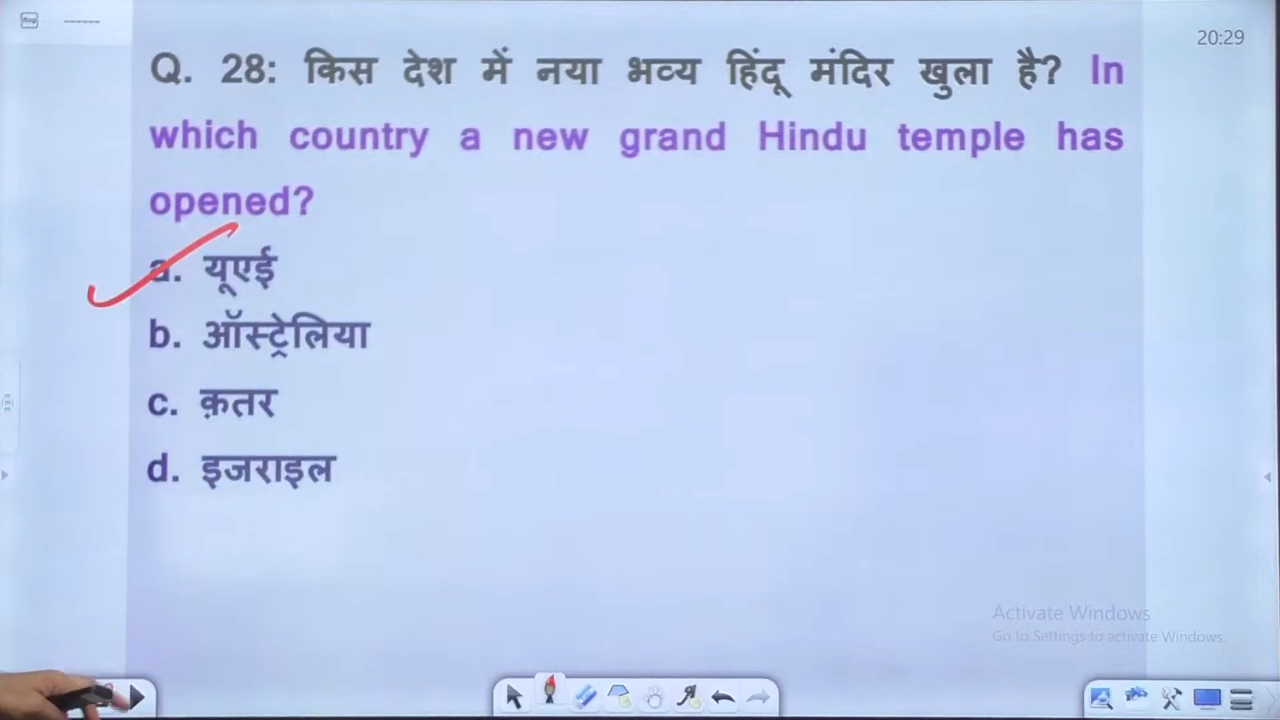 20:29
Q. 28: किस देश में नया भव्य हिंदू मंदिर खुला है? In
which country a new grand Hindu temple has
opened?
a. यूएई
b. ऑस्ट्रेलिया
c. क़तर
d. इजराइल
Activate Windows
Go to Settings to activate Windows.